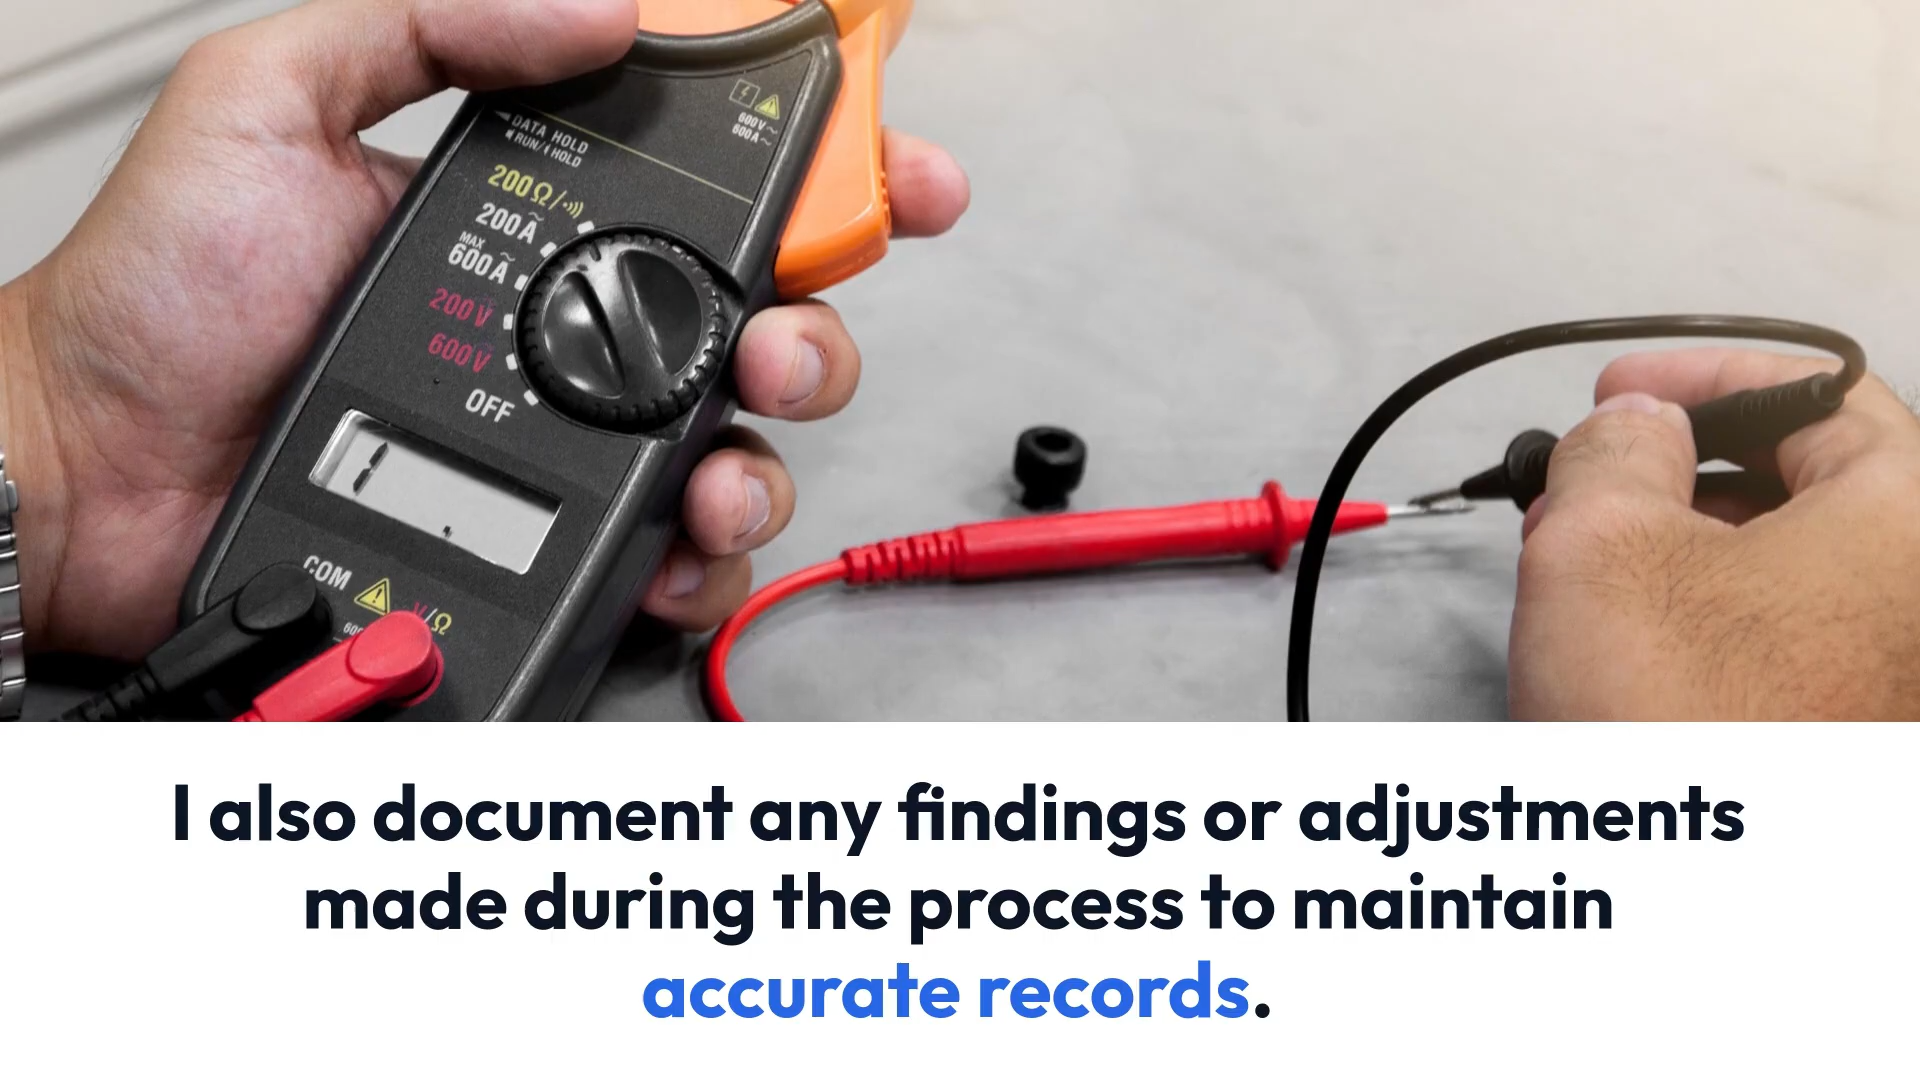 600V~
600A~
DATA HOLD
RUN/ HOLD
200Ω/
200A~
MAX
600A~
200V
600V
OFF
1
COM
V/Ω
I also document any findings or adjustments
made during the process to maintain
accurate records.